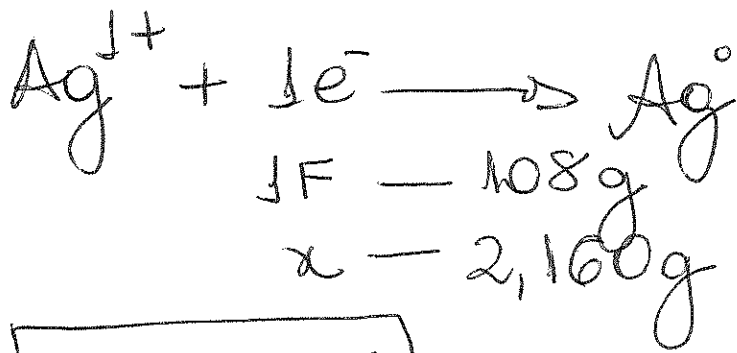 Ag¹⁺ + 1e⁻ → Ag°
1F — 108g
x — 2,160g